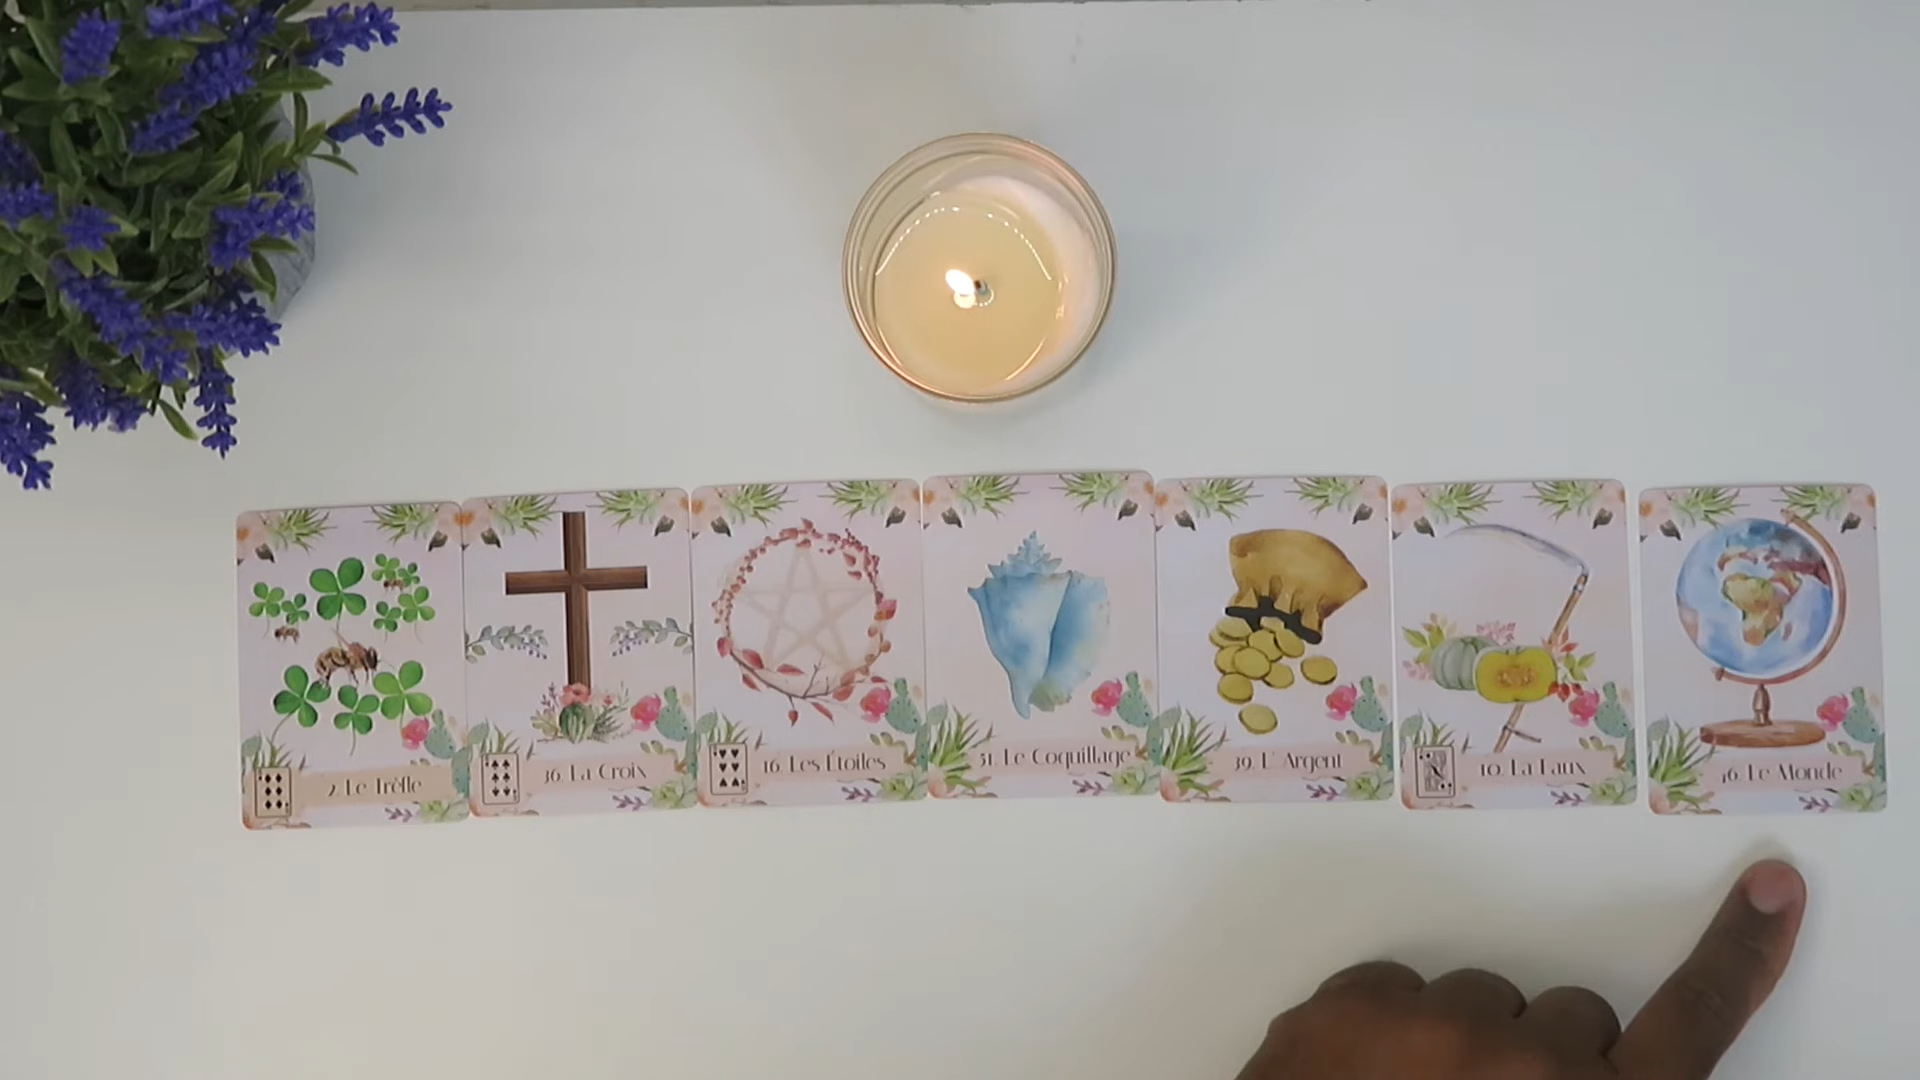 2. Le Trèfle
36. La Croix
16. Les Étoiles
51. Le Coquillage
39. L'Argent
10. La Faux
46. Le Monde